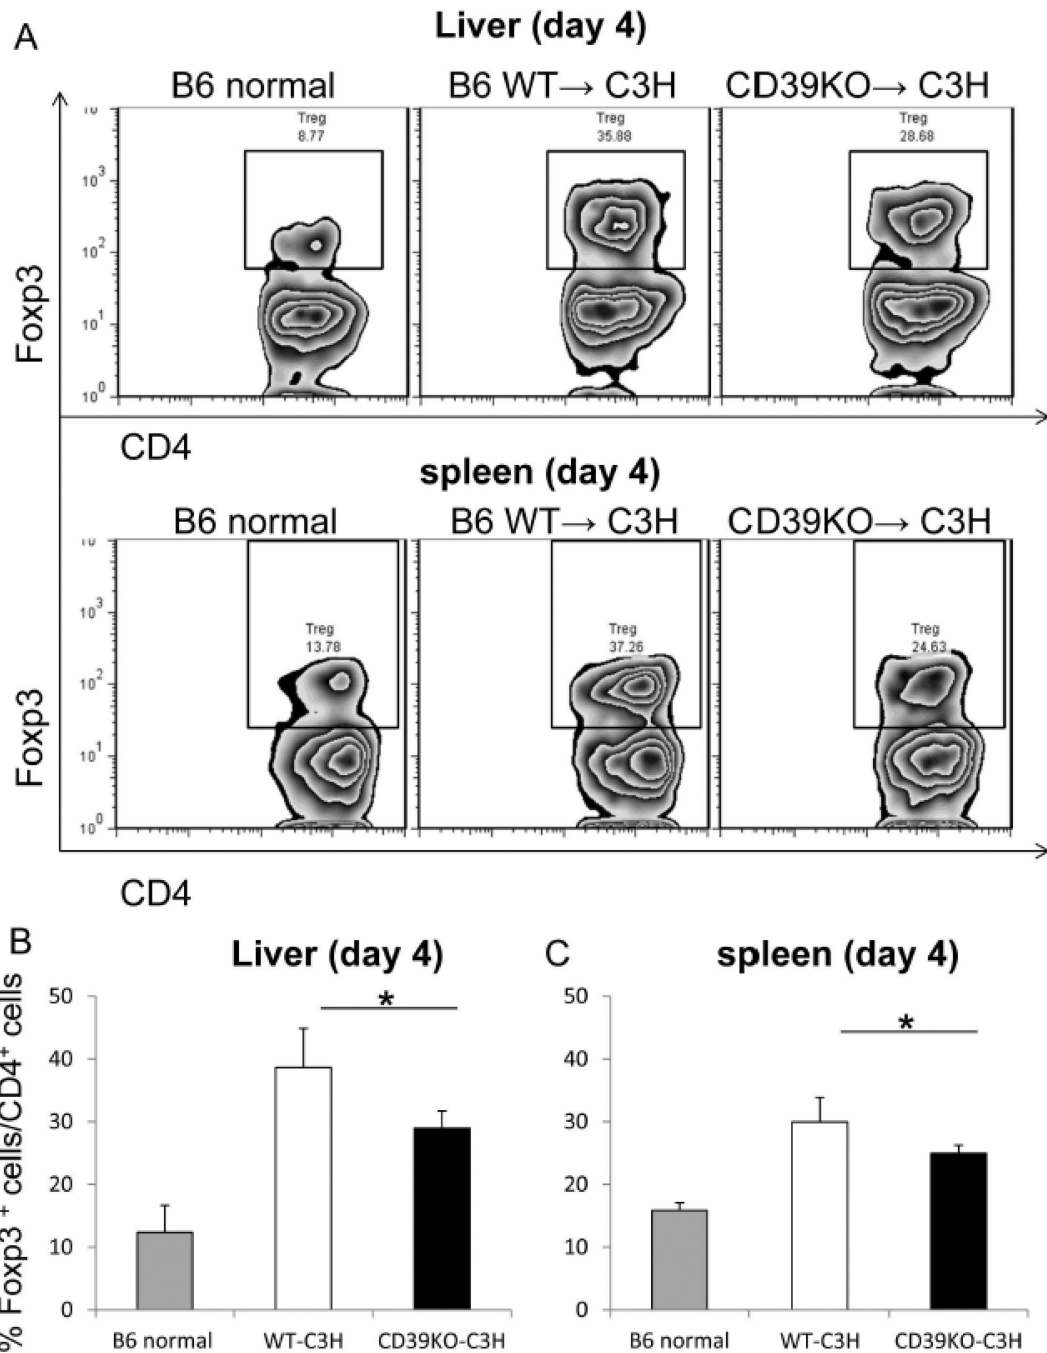 A
Liver (day 4)
B6 normal
B6 WT→ C3H
CD39KO→ C3H
Treg
8.77
Treg
35.88
Treg
28.68
10³
10²
10¹
10⁰
Foxp3
CD4
spleen (day 4)
B6 normal
B6 WT→ C3H
CD39KO→ C3H
Treg
13.78
Treg
37.26
Treg
24.63
10³
10²
10¹
10⁰
Foxp3
CD4
B
Liver (day 4)
% Foxp3 + cells/CD4+ cells
50
40
30
20
10
0
*
B6 normal
WT-C3H
CD39KO-C3H
C
spleen (day 4)
50
40
30
20
10
0
*
B6 normal
WT-C3H
CD39KO-C3H